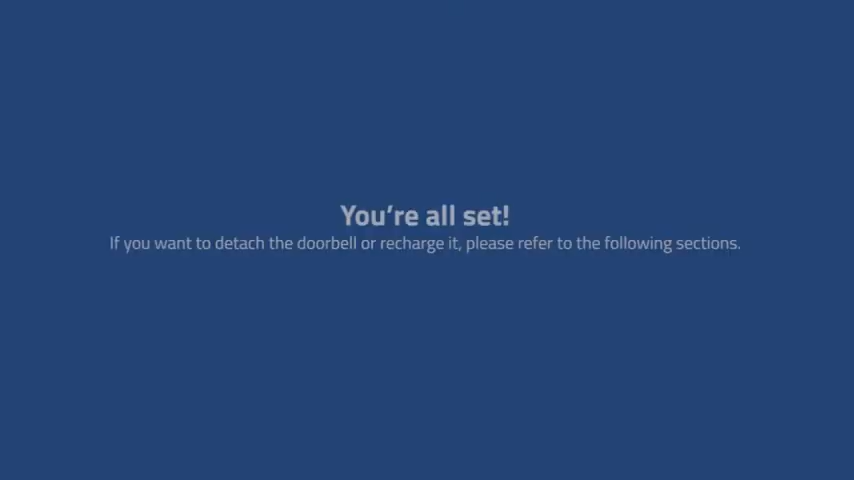 You’re all set!
If you want to detach the doorbell or recharge it, please refer to the following sections.